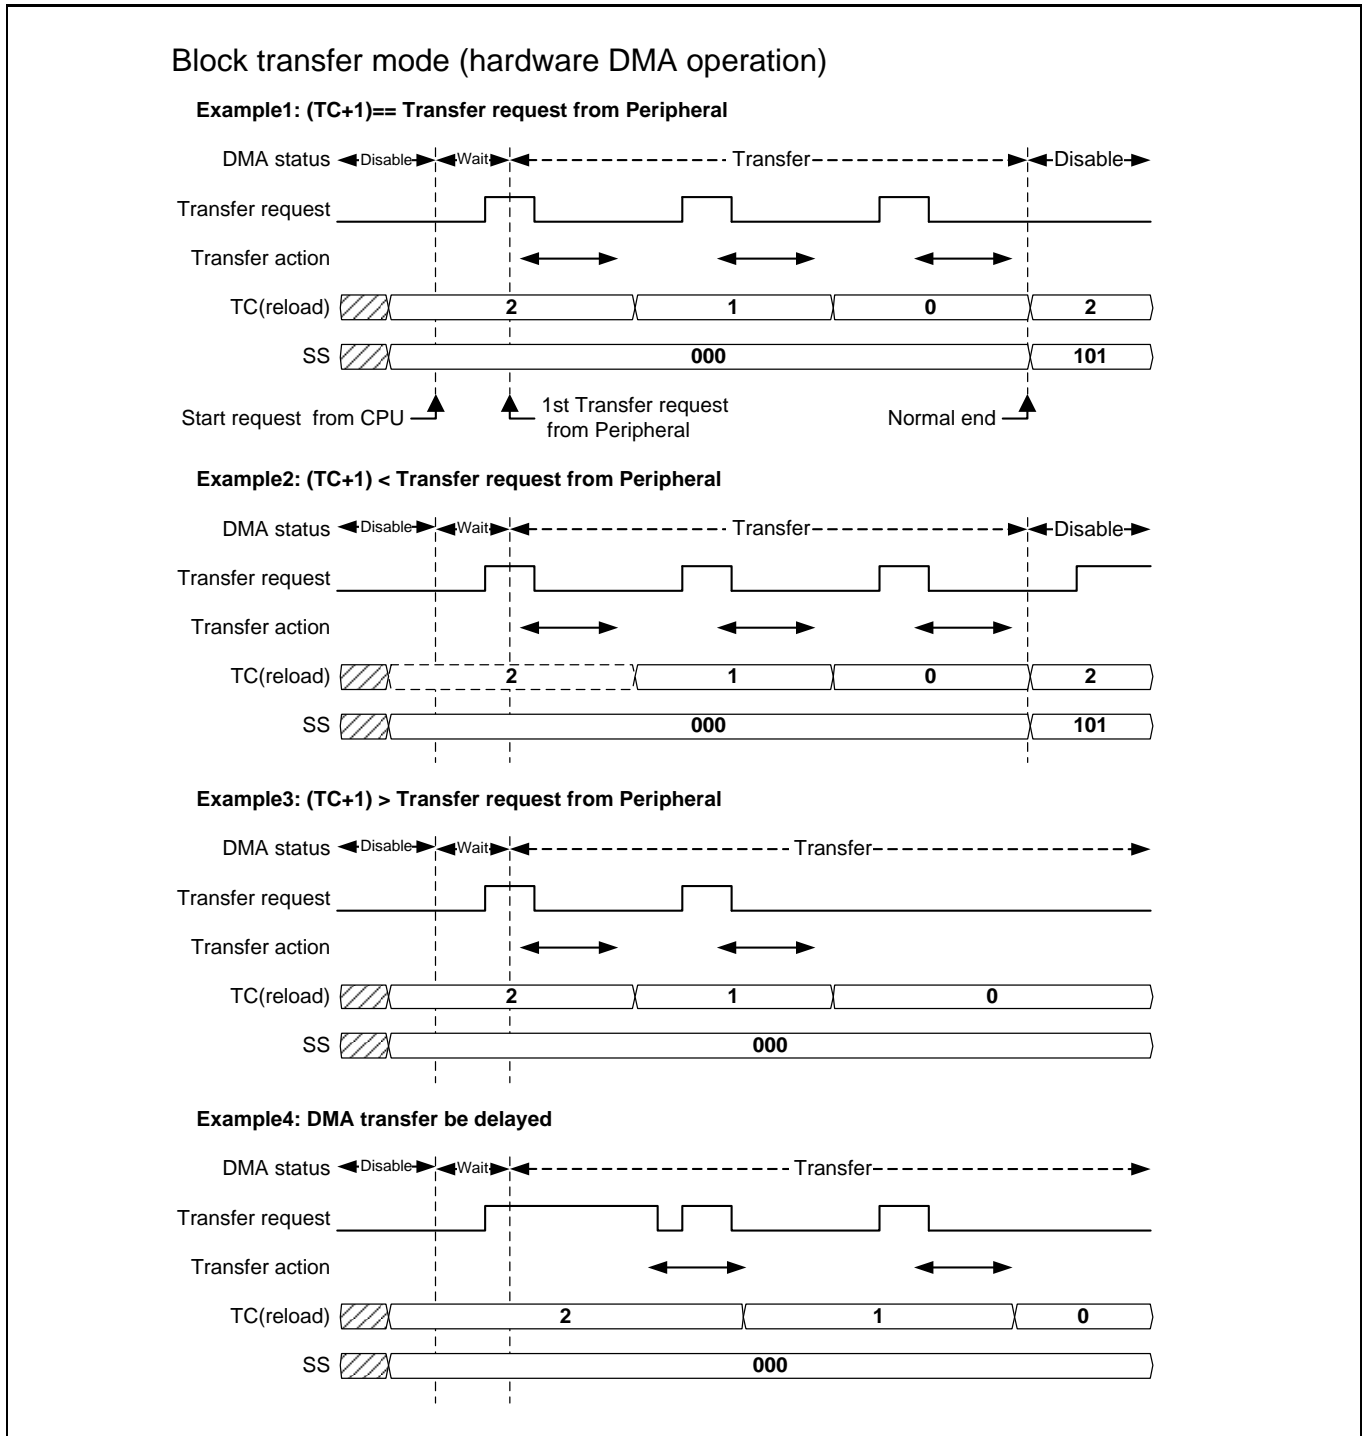 Block transfer mode (hardware DMA operation)
Example1: (TC+1)== Transfer request from Peripheral
DMA status Disable Wait Transfer Disable
Transfer request
Transfer action
TC(reload) 2 1 0 2
SS 000 101
Start request from CPU 1st Transfer request from Peripheral Normal end
Example2: (TC+1) < Transfer request from Peripheral
DMA status Disable Wait Transfer Disable
Transfer request
Transfer action
TC(reload) 2 1 0 2
SS 000 101
Example3: (TC+1) > Transfer request from Peripheral
DMA status Disable Wait Transfer
Transfer request
Transfer action
TC(reload) 2 1 0
SS 000
Example4: DMA transfer be delayed
DMA status Disable Wait Transfer
Transfer request
Transfer action
TC(reload) 2 1 0
SS 000